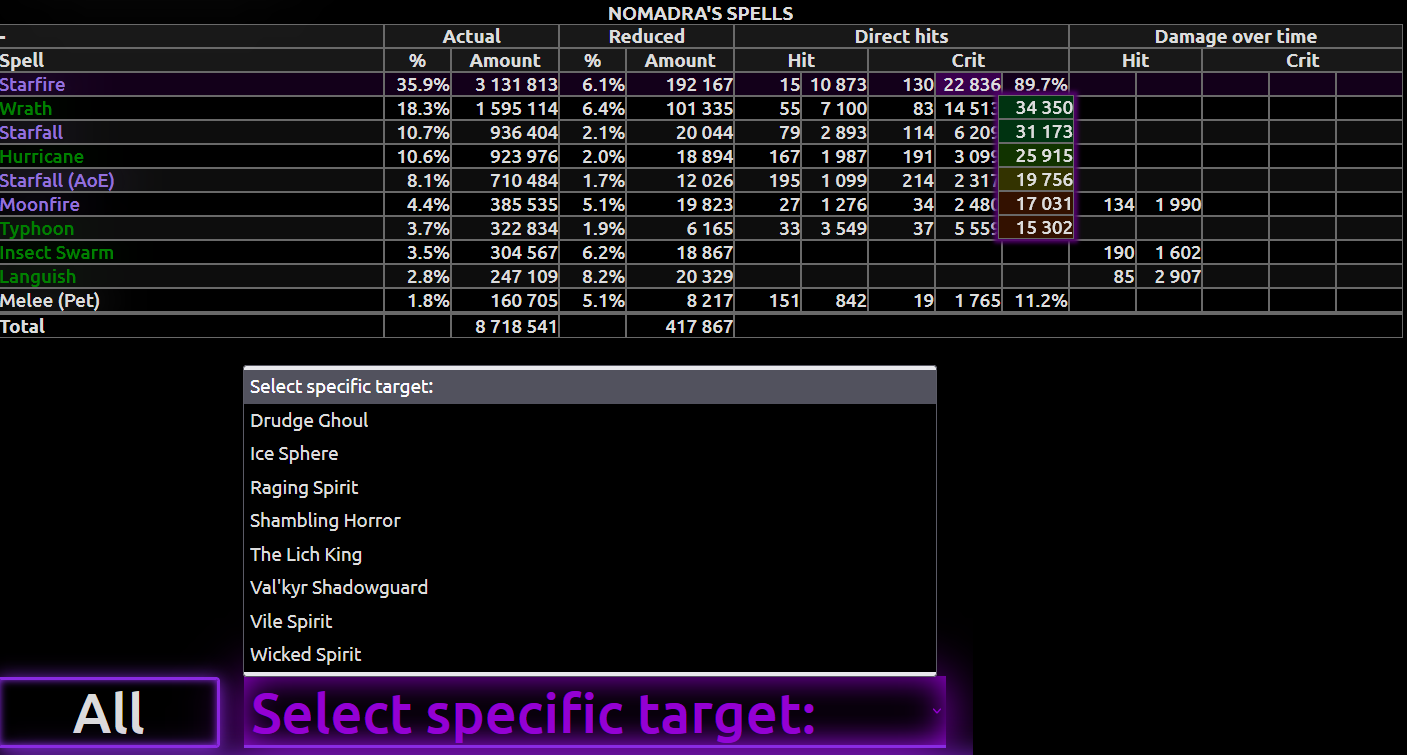 NOMADRA'S SPELLS
- Actual Reduced Direct hits Damage over time
Spell % Amount % Amount Hit Crit Hit Crit
Starfire 35.9% 3 131 813 6.1% 192 167 15 10 873 130 22 836 89.7%
Wrath 18.3% 1 595 114 6.4% 101 335 55 7 100 83 14 513 34 350
Starfall 10.7% 936 404 2.1% 20 044 79 2 893 114 6 209 31 173
Hurricane 10.6% 923 976 2.0% 18 894 167 1 987 191 3 099 25 915
Starfall (AoE) 8.1% 710 484 1.7% 12 026 195 1 099 214 2 317 19 756
Moonfire 4.4% 385 535 5.1% 19 823 27 1 276 34 2 480 17 031 134 1 990
Typhoon 3.7% 322 834 1.9% 6 165 33 3 549 37 5 559 15 302
Insect Swarm 3.5% 304 567 6.2% 18 867 190 1 602
Languish 2.8% 247 109 8.2% 20 329 85 2 907
Melee (Pet) 1.8% 160 705 5.1% 8 217 151 842 19 1 765 11.2%
Total 8 718 541 417 867
Select specific target:
Drudge Ghoul
Ice Sphere
Raging Spirit
Shambling Horror
The Lich King
Val'kyr Shadowguard
Vile Spirit
Wicked Spirit
All Select specific target: